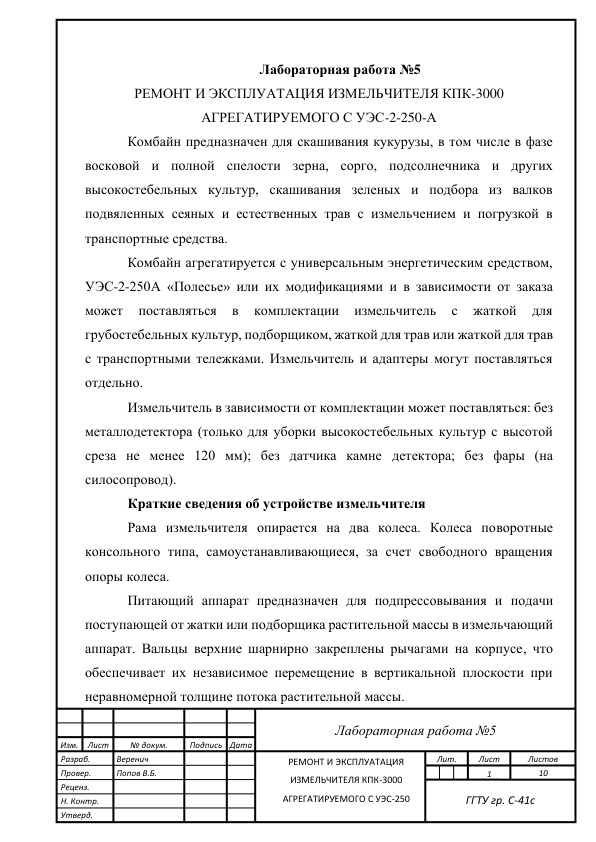 Лабораторная работа №5
РЕМОНТ И ЭКСПЛУАТАЦИЯ ИЗМЕЛЬЧИТЕЛЯ КПК-3000
АГРЕГАТИРУЕМОГО С УЭС-2-250-А
Комбайн предназначен для скашивания кукурузы, в том числе в фазе
восковой и полной спелости зерна, сорго, подсолнечника и других
высокостебельных культур, скашивания зеленых и подбора из валков
подвяленных сеяных и естественных трав с измельчением и погрузкой в
транспортные средства.
Комбайн агрегатируется с универсальным энергетическим средством,
УЭС-2-250А «Полесье» или их модификациями и в зависимости от заказа
может поставляться в комплектации измельчитель с жаткой для
грубостебельных культур, подборщиком, жаткой для трав или жаткой для трав
с транспортными тележками. Измельчитель и адаптеры могут поставляться
отдельно.
Измельчитель в зависимости от комплектации может поставляться: без
металлодетектора (только для уборки высокостебельных культур с высотой
среза не менее 120 мм); без датчика камне детектора; без фары (на
силосопровод).
Краткие сведения об устройстве измельчителя
Рама измельчителя опирается на два колеса. Колеса поворотные
консольного типа, самоустанавливающиеся, за счет свободного вращения
опоры колеса.
Питающий аппарат предназначен для подпрессовывания и подачи
поступающей от жатки или подборщика растительной массы в измельчающий
аппарат. Вальцы верхние шарнирно закреплены рычагами на корпусе, что
обеспечивает их независимое перемещение в вертикальной плоскости при
неравномерной толщине потока растительной массы.
Лабораторная работа №5
Изм. Лист № докум. Подпись Дата
Разраб. Веренич
Провер. Попов В.Б.
Реценз.
Н. Контр.
Утверд.
РЕМОНТ И ЭКСПЛУАТАЦИЯ
ИЗМЕЛЬЧИТЕЛЯ КПК-3000
АГРЕГАТИРУЕМОГО С УЭС-250
Лит. Лист Листов
1 10
ГГТУ гр. С-41с